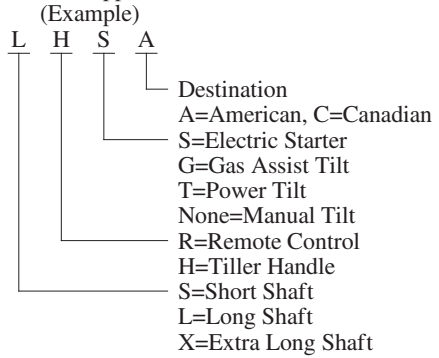 (Example)
L H S A
Destination
A=American, C=Canadian
S=Electric Starter
G=Gas Assist Tilt
T=Power Tilt
None=Manual Tilt
R=Remote Control
H=Tiller Handle
S=Short Shaft
L=Long Shaft
X=Extra Long Shaft